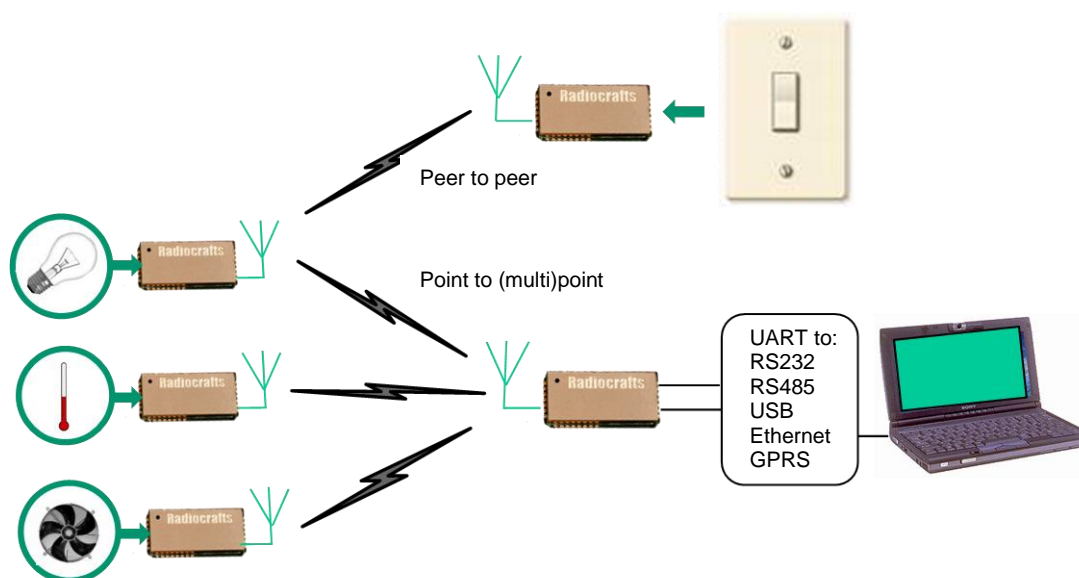 Radiocrafts
Peer to peer
Radiocrafts
Point to (multi)point
UART to:
RS232
RS485
USB
Ethernet
GPRS
Radiocrafts
Radiocrafts
Radiocrafts